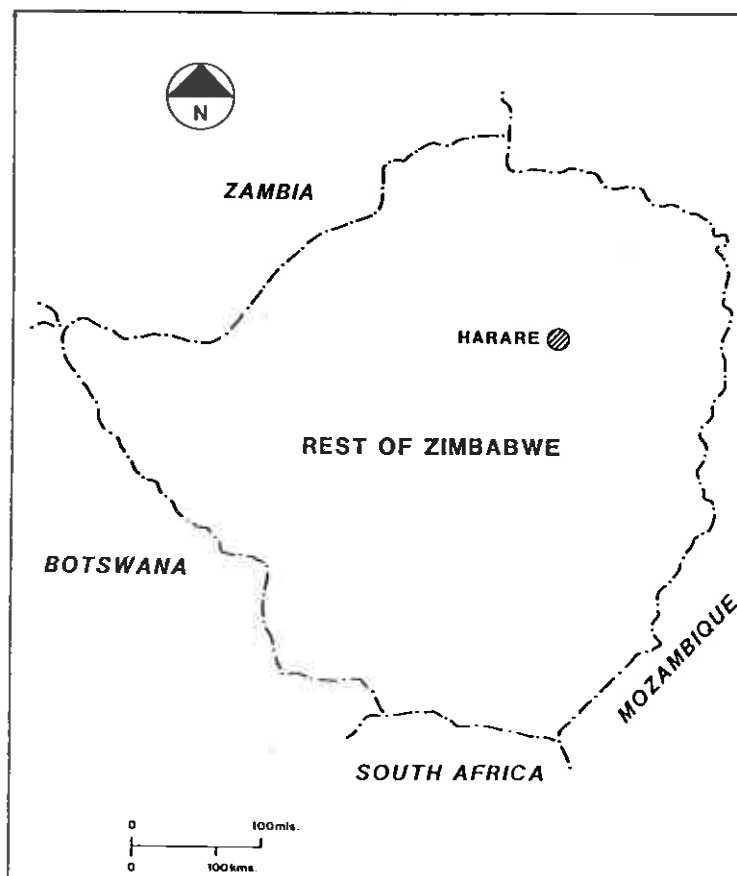 N
ZAMBIA
HARARE
REST OF ZIMBABWE
BOTSWANA
MOZAMBIQUE
SOUTH AFRICA
0 100mls.
0 100kms.